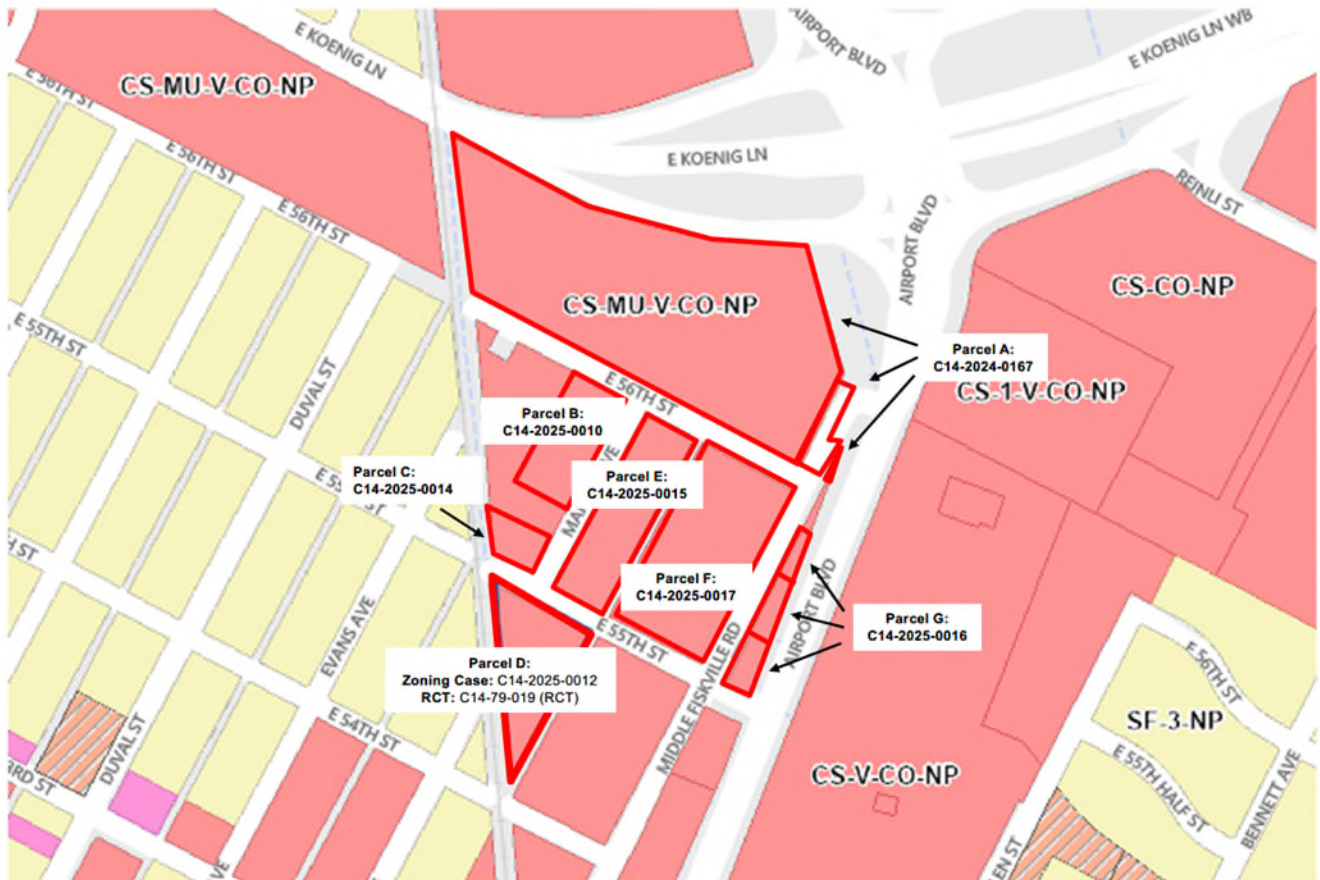 E KOENIG LN
AIRPORT BLVD
E KOENIG LN WB
E 56TH ST
CS-MU-V-CO-NP
E 56TH ST
E KOENIG LN
REINLI ST
E 56TH ST
AIRPORT BLVD
CS-CO-NP
CS-MU-V-CO-NP
E 55TH ST
DUVAL ST
Parcel A:
C14-2024-0167
CS-1-V-CO-NP
E 56TH ST
Parcel B:
C14-2025-0010
Parcel C:
C14-2025-0014
Parcel E:
C14-2025-0015
Parcel F:
C14-2025-0017
AIRPORT BLVD
Parcel G:
C14-2025-0016
E 55TH ST
EVANS AVE
Parcel D:
Zoning Case: C14-2025-0012
RCT: C14-79-019 (RCT)
MIDDLE FISKVILLE RD
E 56TH ST
SF-3-NP
E 54TH ST
DUVAL ST
CS-V-CO-NP
E 55TH HALF ST
BENNETT AVE
3RD ST